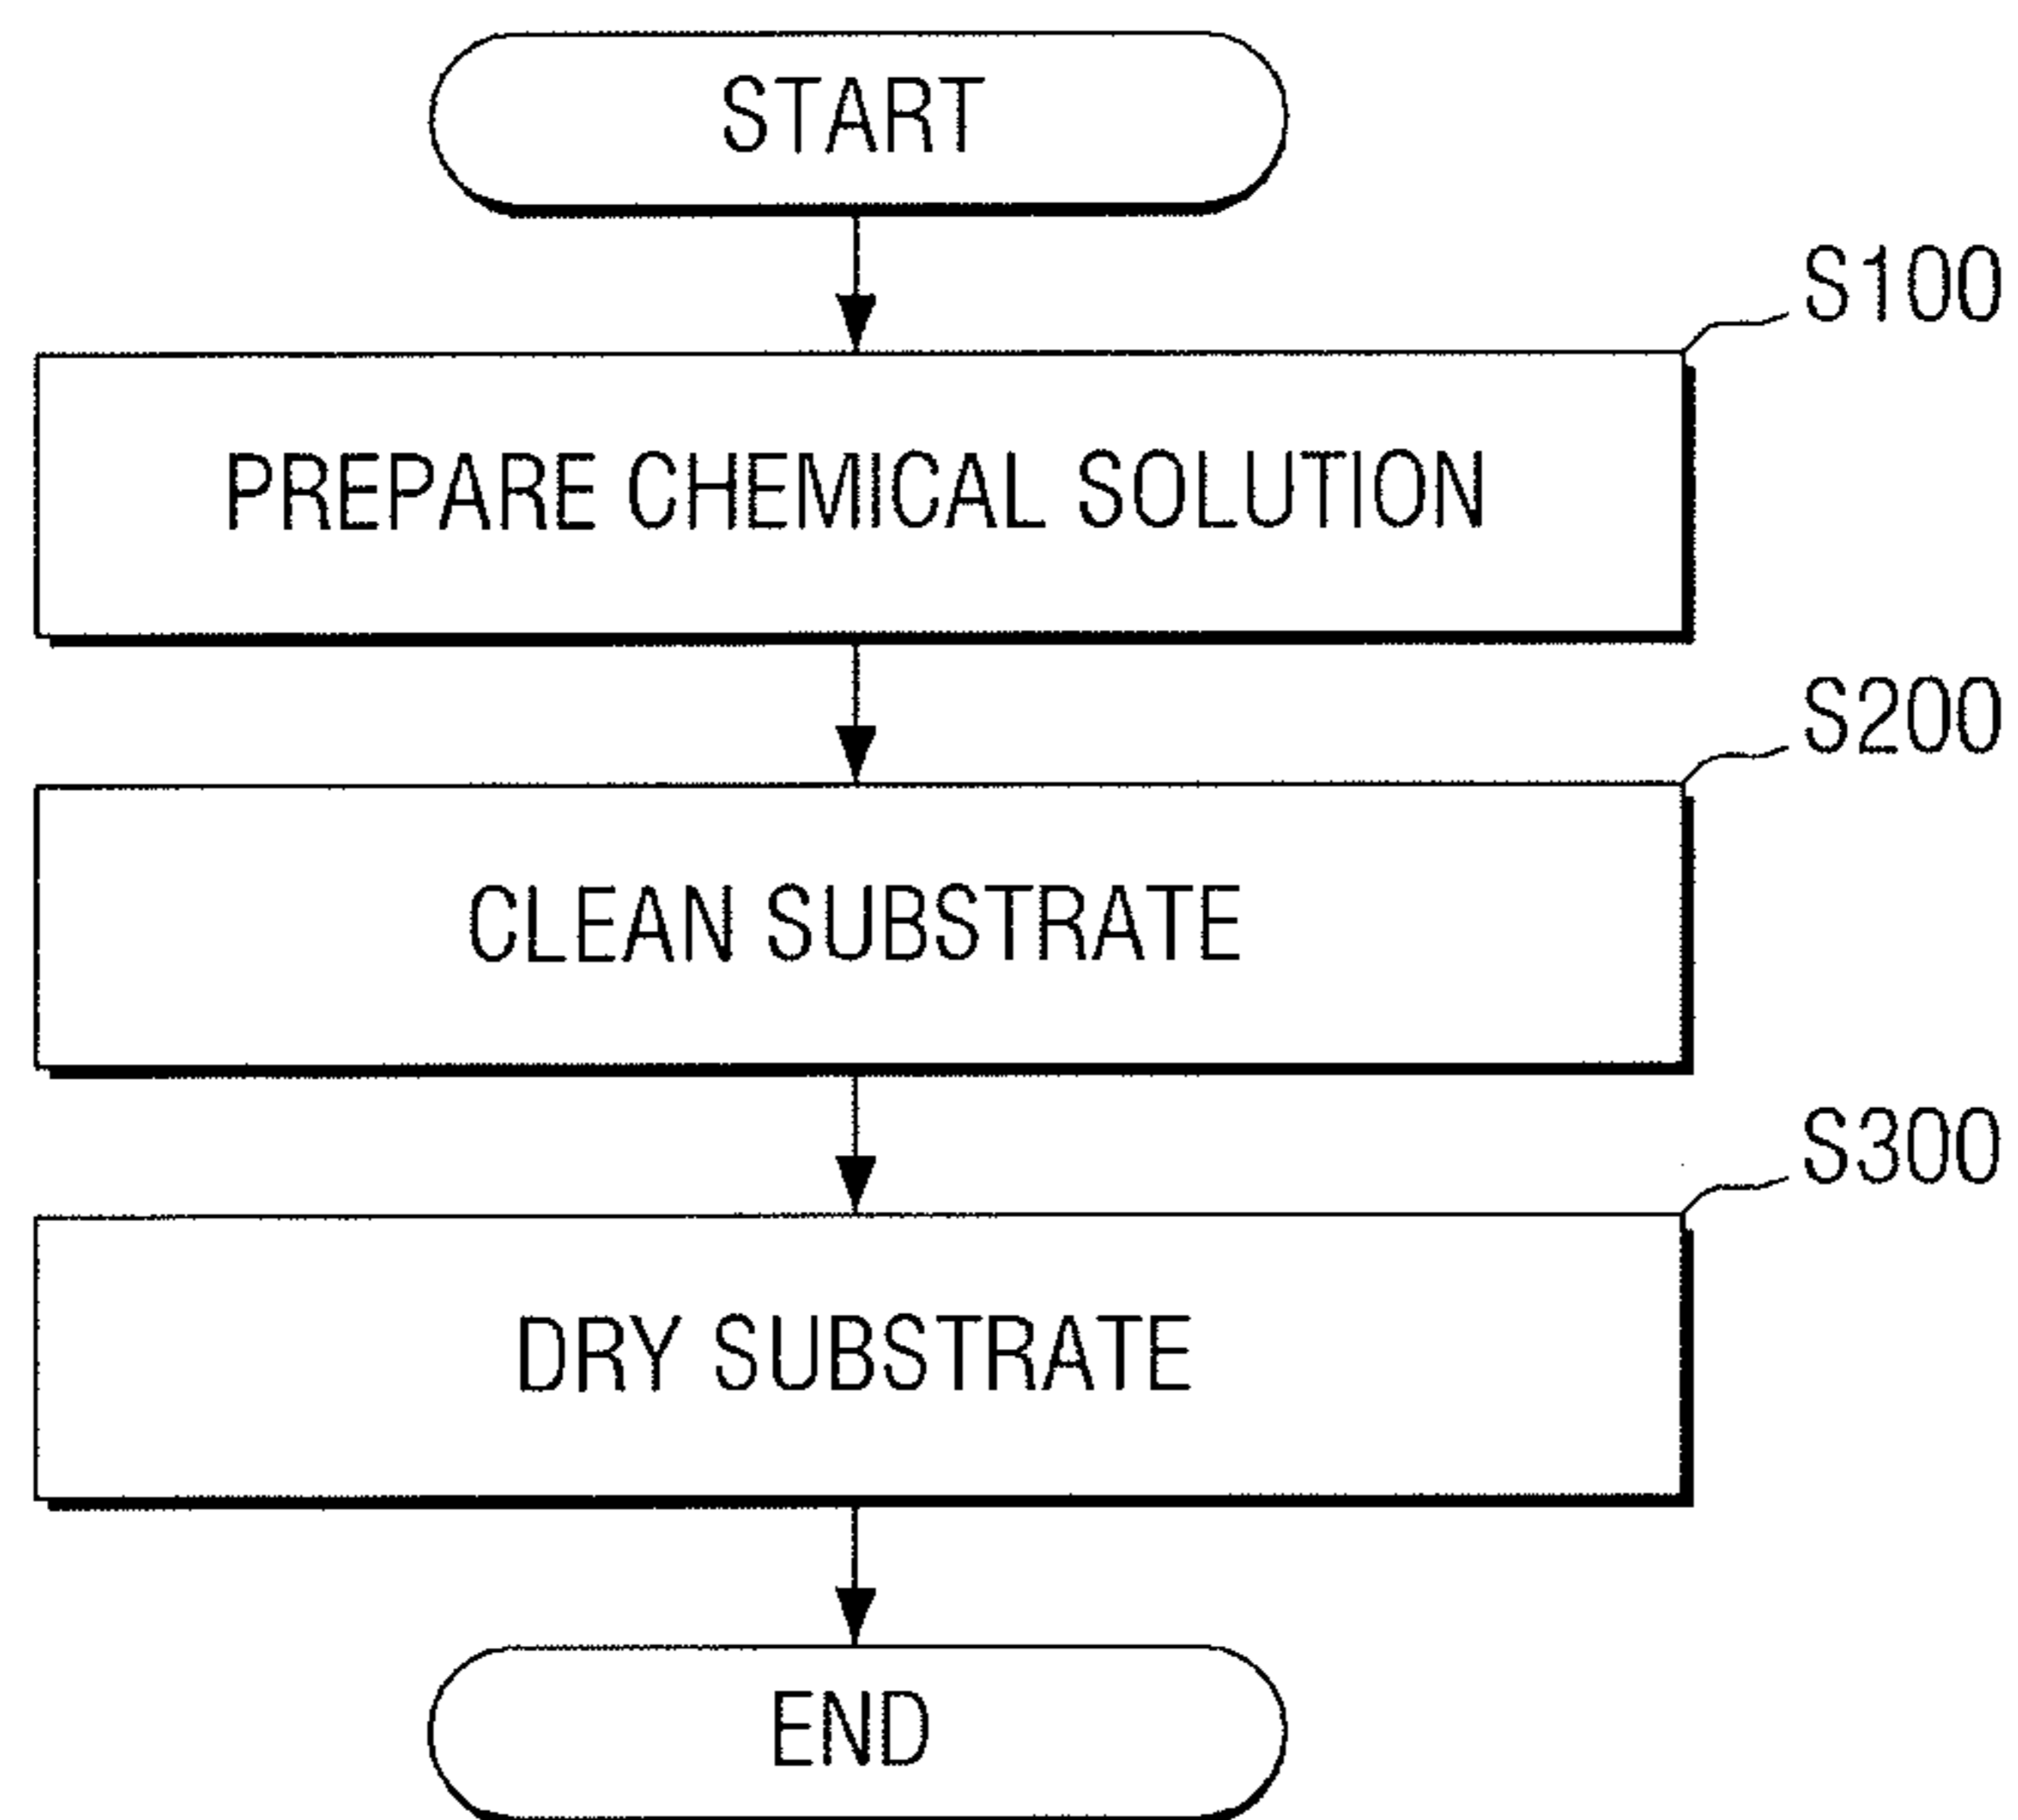 START
S100
PREPARE CHEMICAL SOLUTION
S200
CLEAN SUBSTRATE
S300
DRY SUBSTRATE
END